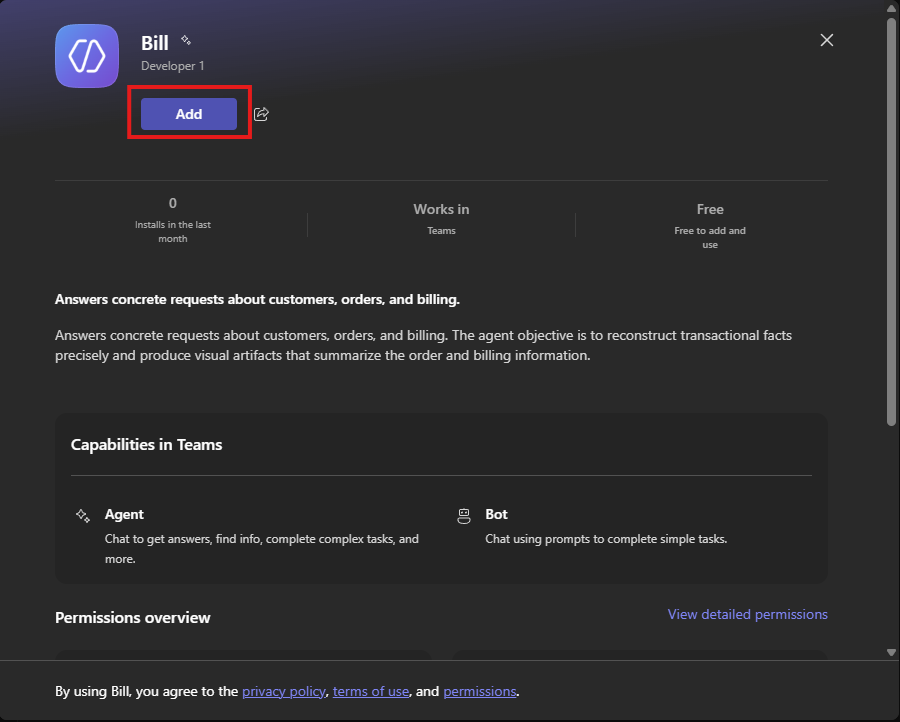 Bill
Developer 1
Add
0
Installs in the last
month
Works in
Teams
Free
Free to add and
use
Answers concrete requests about customers, orders, and billing.
Answers concrete requests about customers, orders, and billing. The agent objective is to reconstruct transactional facts
precisely and produce visual artifacts that summarize the order and billing information.
Capabilities in Teams
Agent
Chat to get answers, find info, complete complex tasks, and
more.
Bot
Chat using prompts to complete simple tasks.
Permissions overview
View detailed permissions
By using Bill, you agree to the privacy policy, terms of use, and permissions.